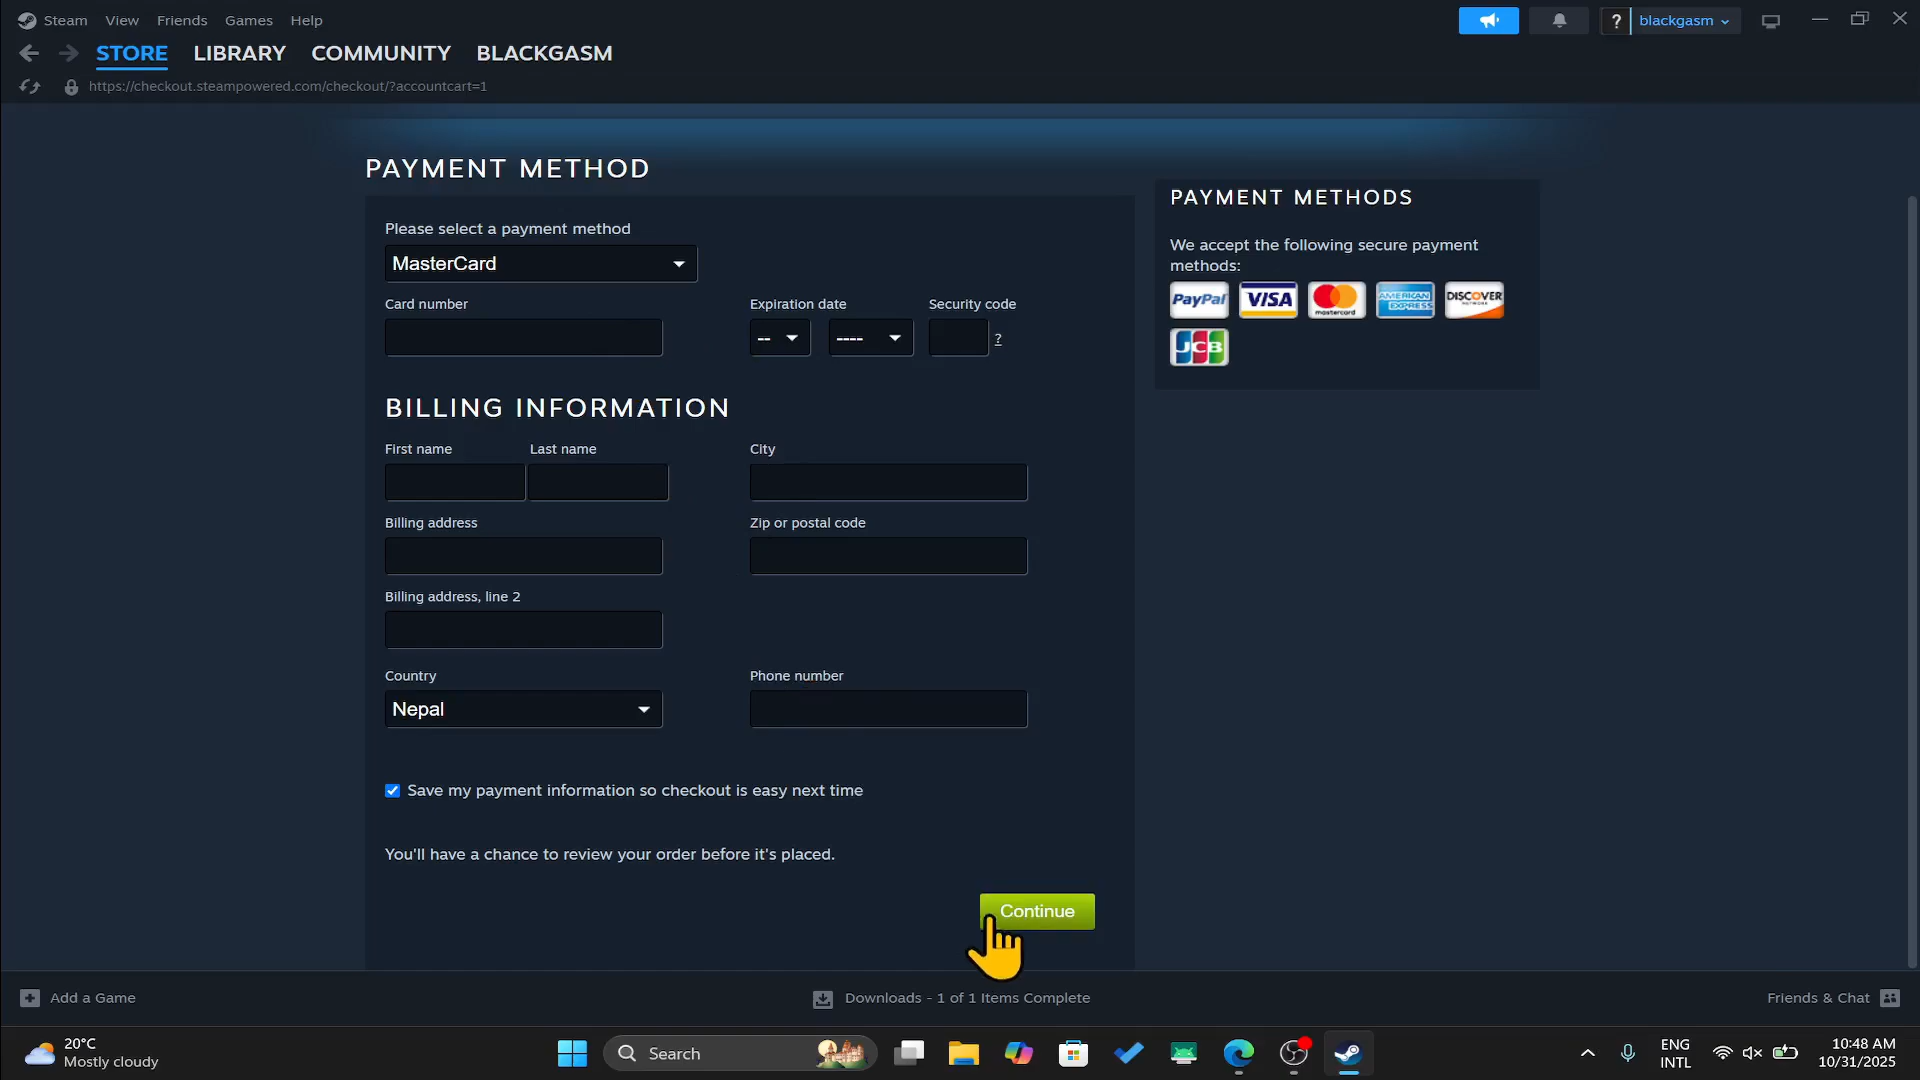 Steam View Friends Games Help
? blackgasm
STORE LIBRARY COMMUNITY BLACKGASM
https://checkout.steampowered.com/checkout/?accountcart=1
PAYMENT METHOD
Please select a payment method
MasterCard
Card number
Expiration date
Security code
--
----
?
BILLING INFORMATION
First name
Last name
City
Billing address
Zip or postal code
Billing address, line 2
Country
Phone number
Nepal
Save my payment information so checkout is easy next time
You'll have a chance to review your order before it's placed.
Continue
PAYMENT METHODS
We accept the following secure payment
methods:
PayPal VISA mastercard AMERICAN EXPRESS DISCOVER NETWORK
JCB
Add a Game
Downloads - 1 of 1 Items Complete
Friends & Chat
20°C
Mostly cloudy
Search
ENG
INTL
10:48 AM
10/31/2025